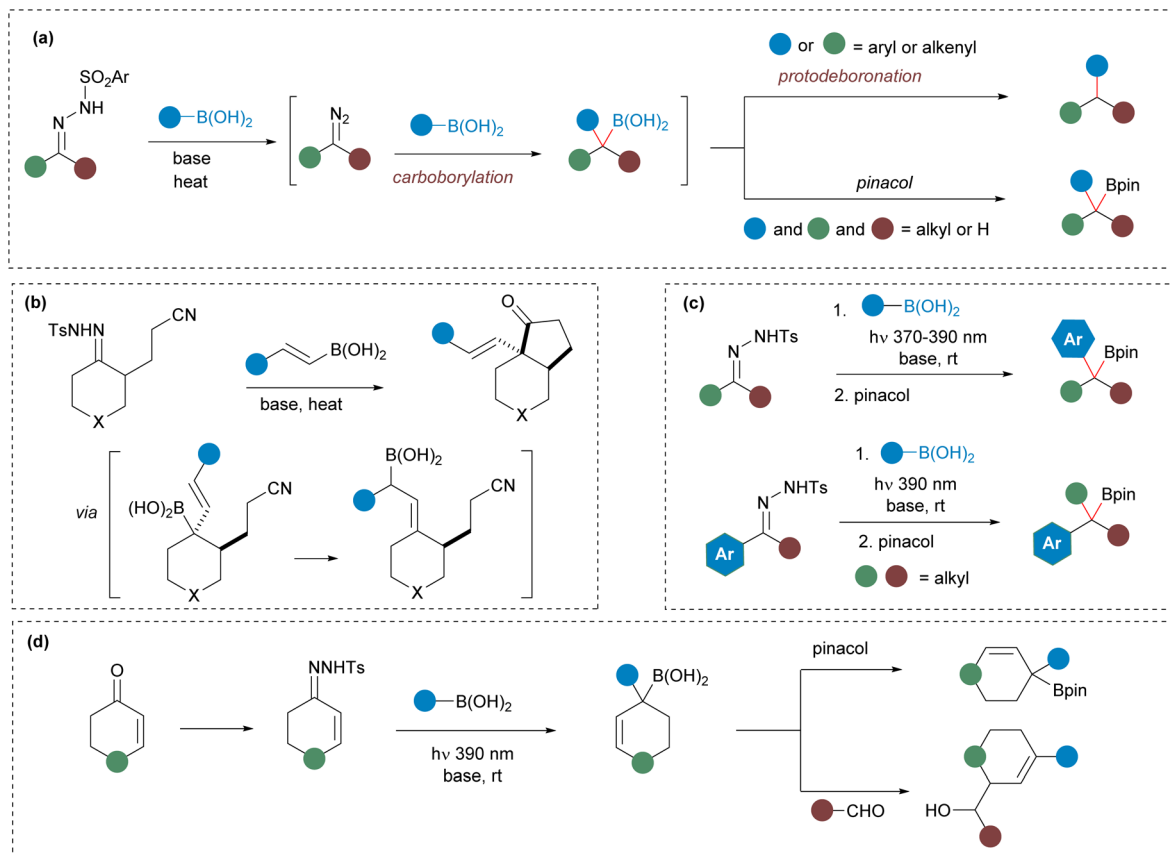 (a)
SO2Ar
NH
N
B(OH)2
base
heat
N2
B(OH)2
carboborylation
B(OH)2
or = aryl or alkenyl
protodeboronation
pinacol
and and = alkyl or H
Bpin
(b)
TsNHN
CN
B(OH)2
base, heat
O
X
X
via
(HO)2B
CN
X
B(OH)2
CN
X
(c)
NHTs
N
1. B(OH)2
hν 370-390 nm
base, rt
2. pinacol
Ar
Bpin
NHTs
N
Ar
1. B(OH)2
hν 390 nm
base, rt
2. pinacol
= alkyl
Bpin
Ar
(d)
O
NNHTs
B(OH)2
hν 390 nm
base, rt
B(OH)2
pinacol
CHO
Bpin
HO